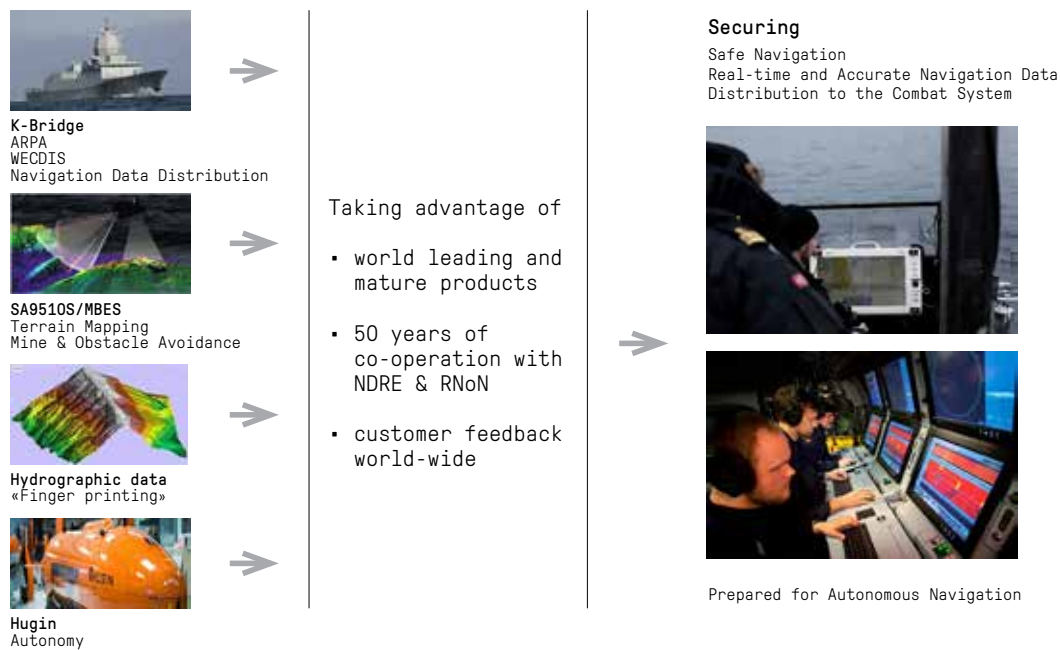 K-Bridge
ARPA
WECDIS
Navigation Data Distribution
SA9510S/MBES
Terrain Mapping
Mine & Obstacle Avoidance
Hydrographic data
«Finger printing»
Hugin
Autonomy
Taking advantage of
▪ world leading and
mature products
▪ 50 years of
co-operation with
NDRE & RNoN
▪ customer feedback
world-wide
Securing
Safe Navigation
Real-time and Accurate Navigation Data
Distribution to the Combat System
Prepared for Autonomous Navigation